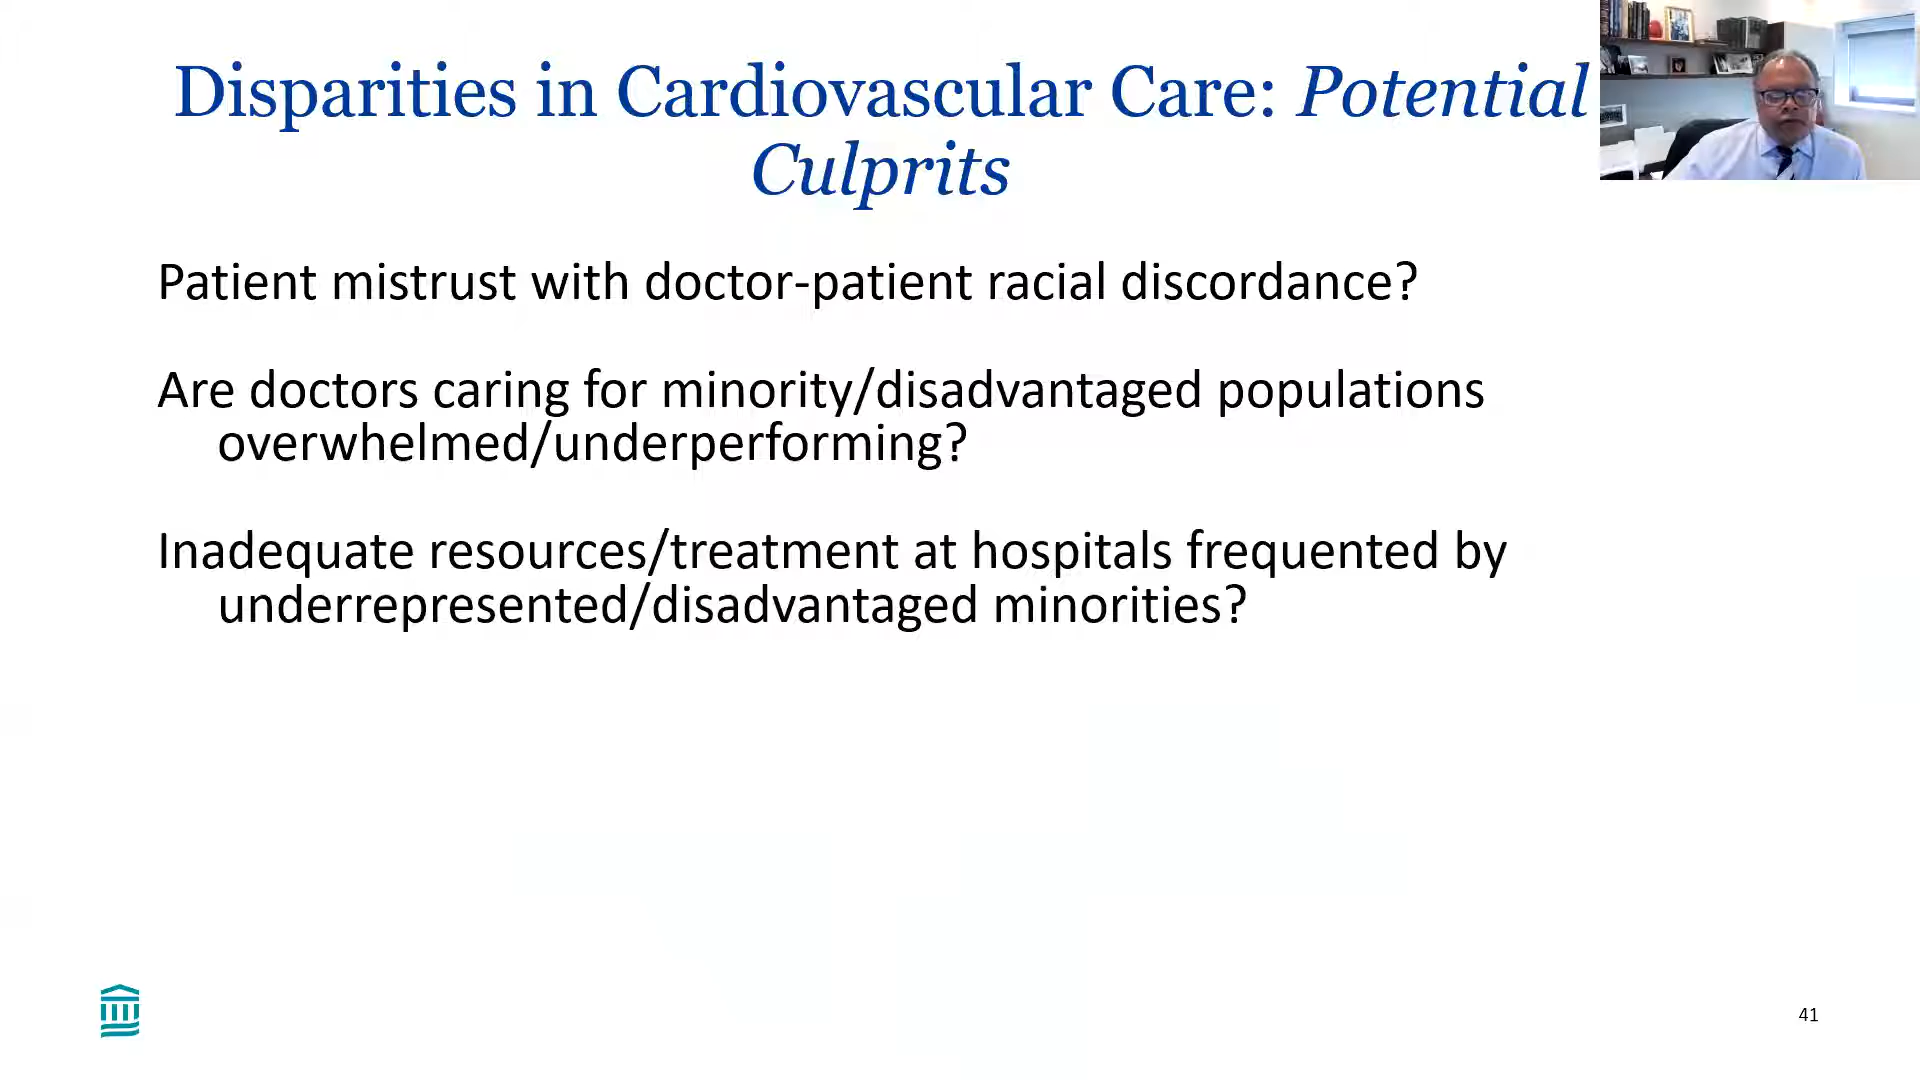 Disparities in Cardiovascular Care: Potential
Culprits
Patient mistrust with doctor-patient racial discordance?
Are doctors caring for minority/disadvantaged populations
overwhelmed/underperforming?
Inadequate resources/treatment at hospitals frequented by
underrepresented/disadvantaged minorities?
41